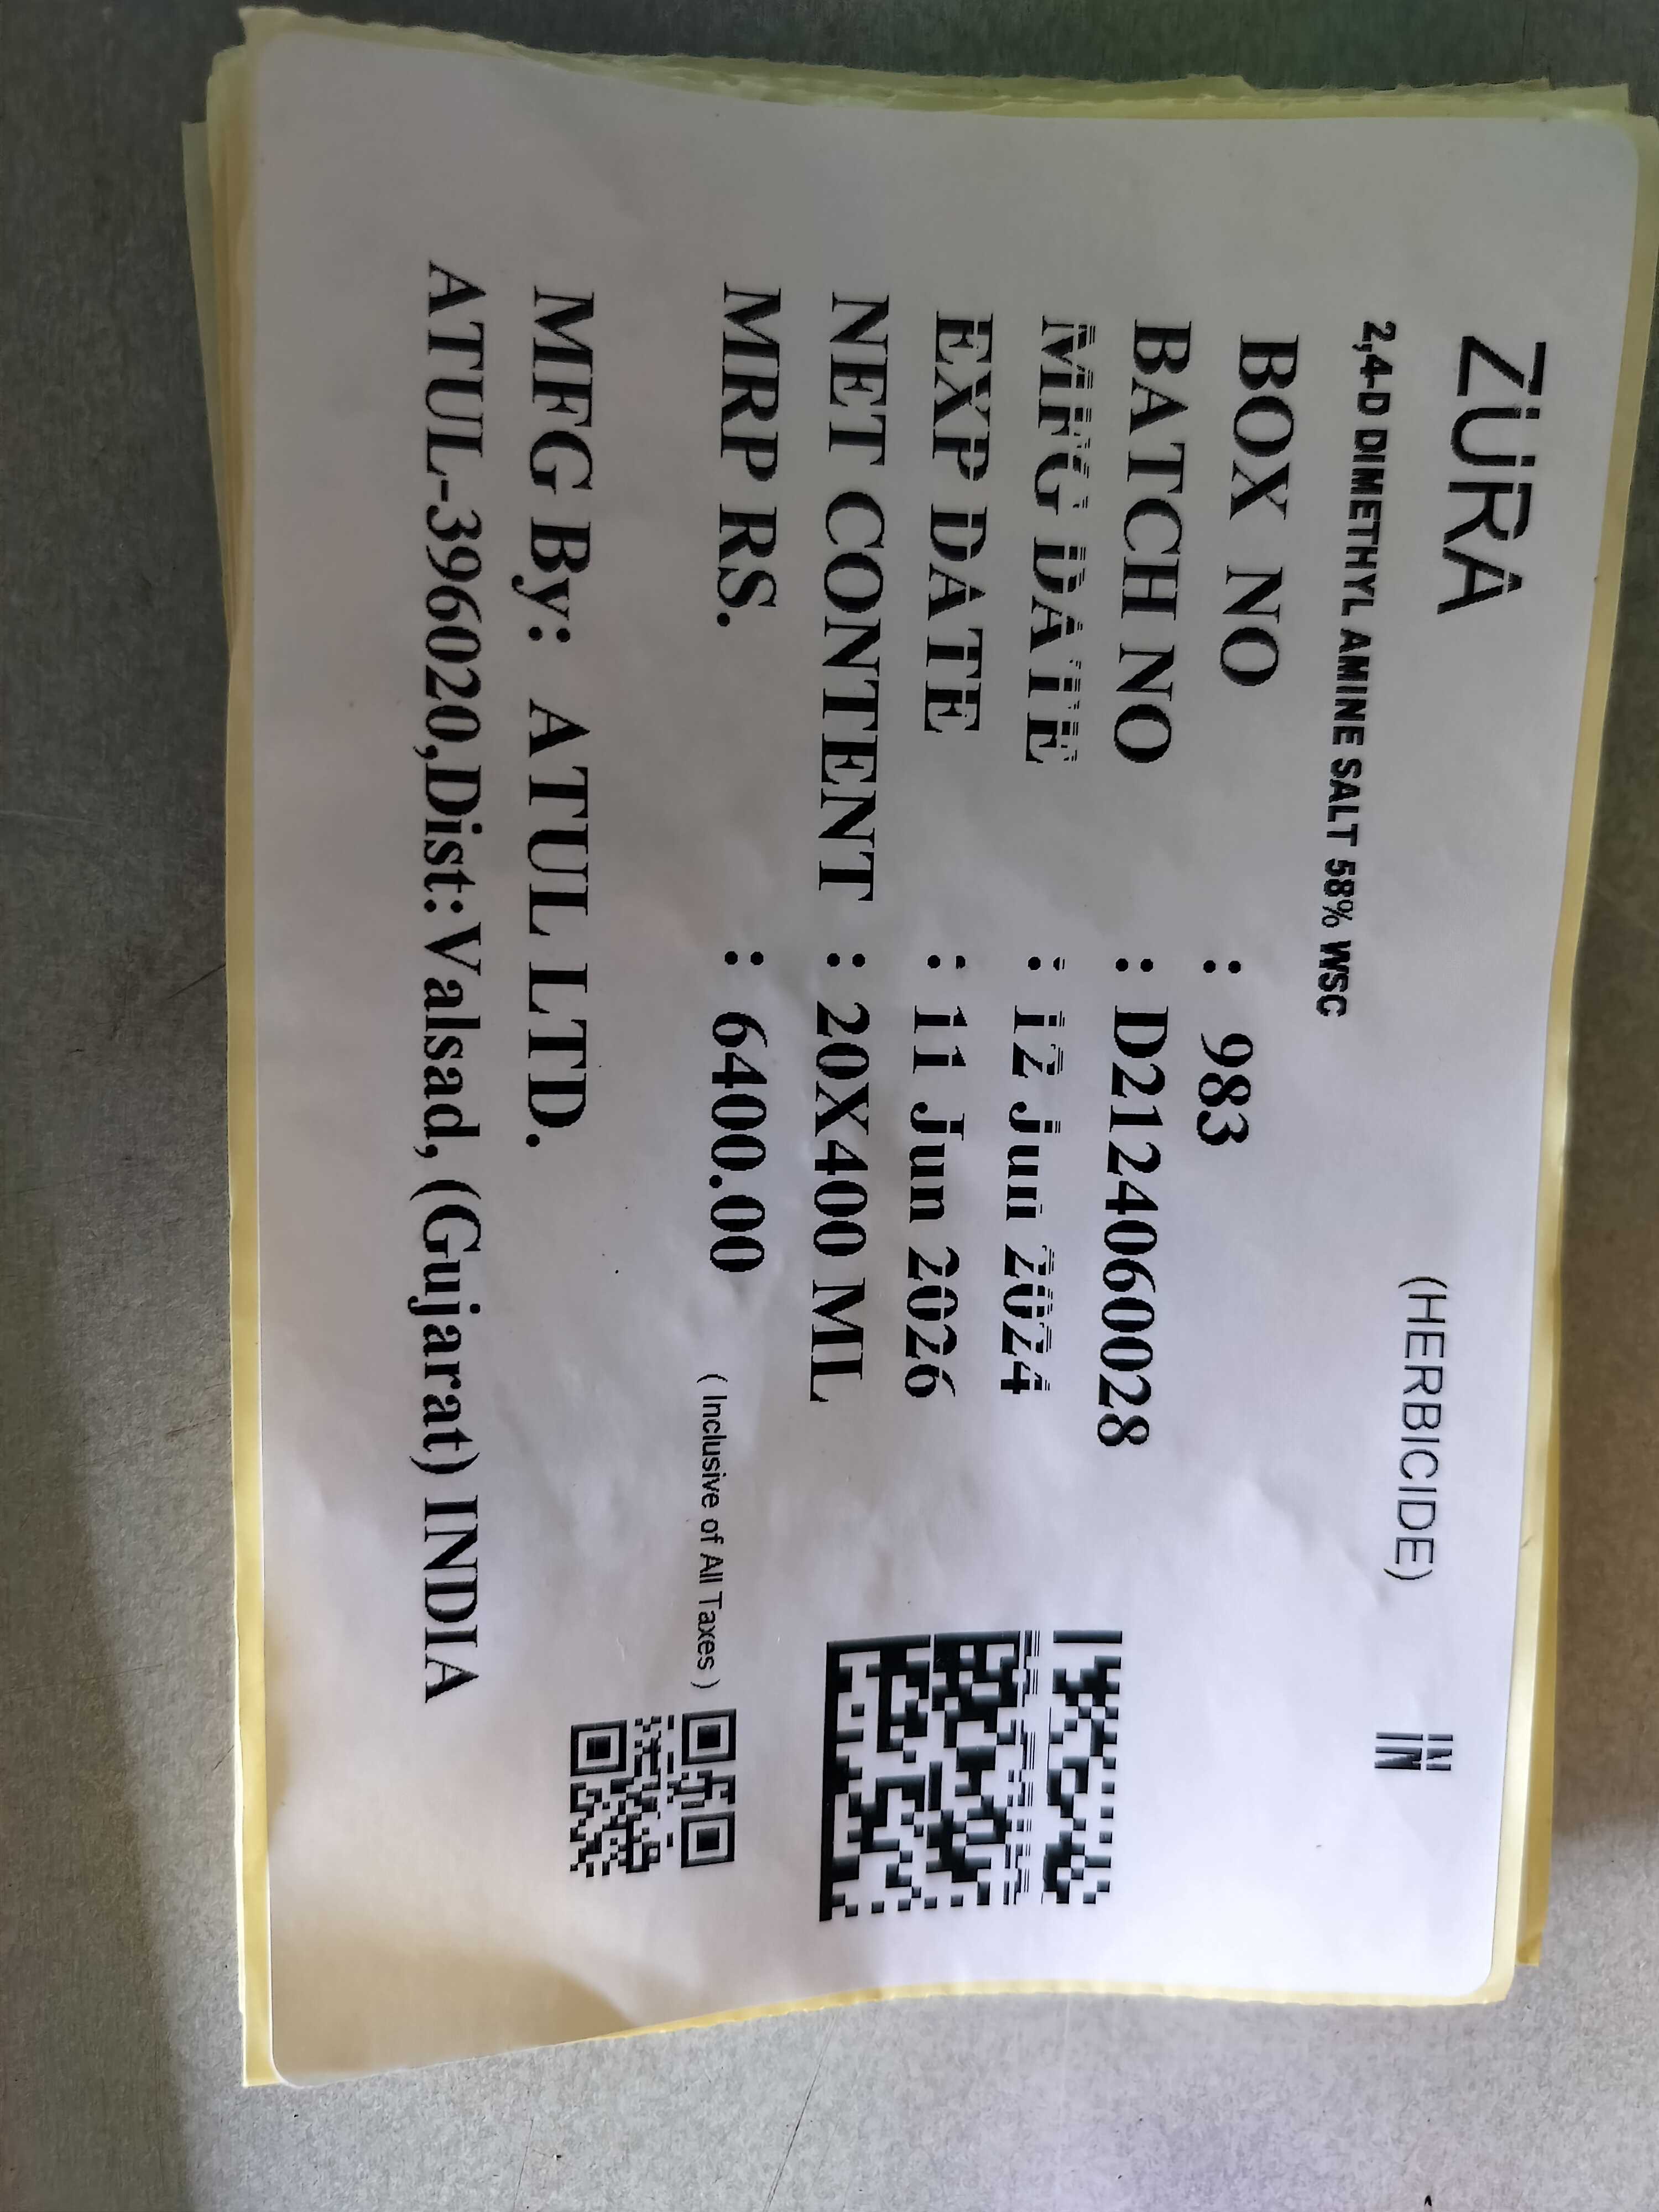 ZÜRA
(HERBICIDE)
IN
2,4-D DIMETHYL AMINE SALT 58% WSC
BOX NO : 983
BATCH NO : D2124060028
MFG DATE : 12 Jun 2024
EXP DATE : 11 Jun 2026
NET CONTENT : 20X400 ML
MRP RS. : 6400.00 ( Inclusive of All Taxes )
MFG By: ATUL LTD.
ATUL-396020,Dist:Valsad, (Gujarat) INDIA